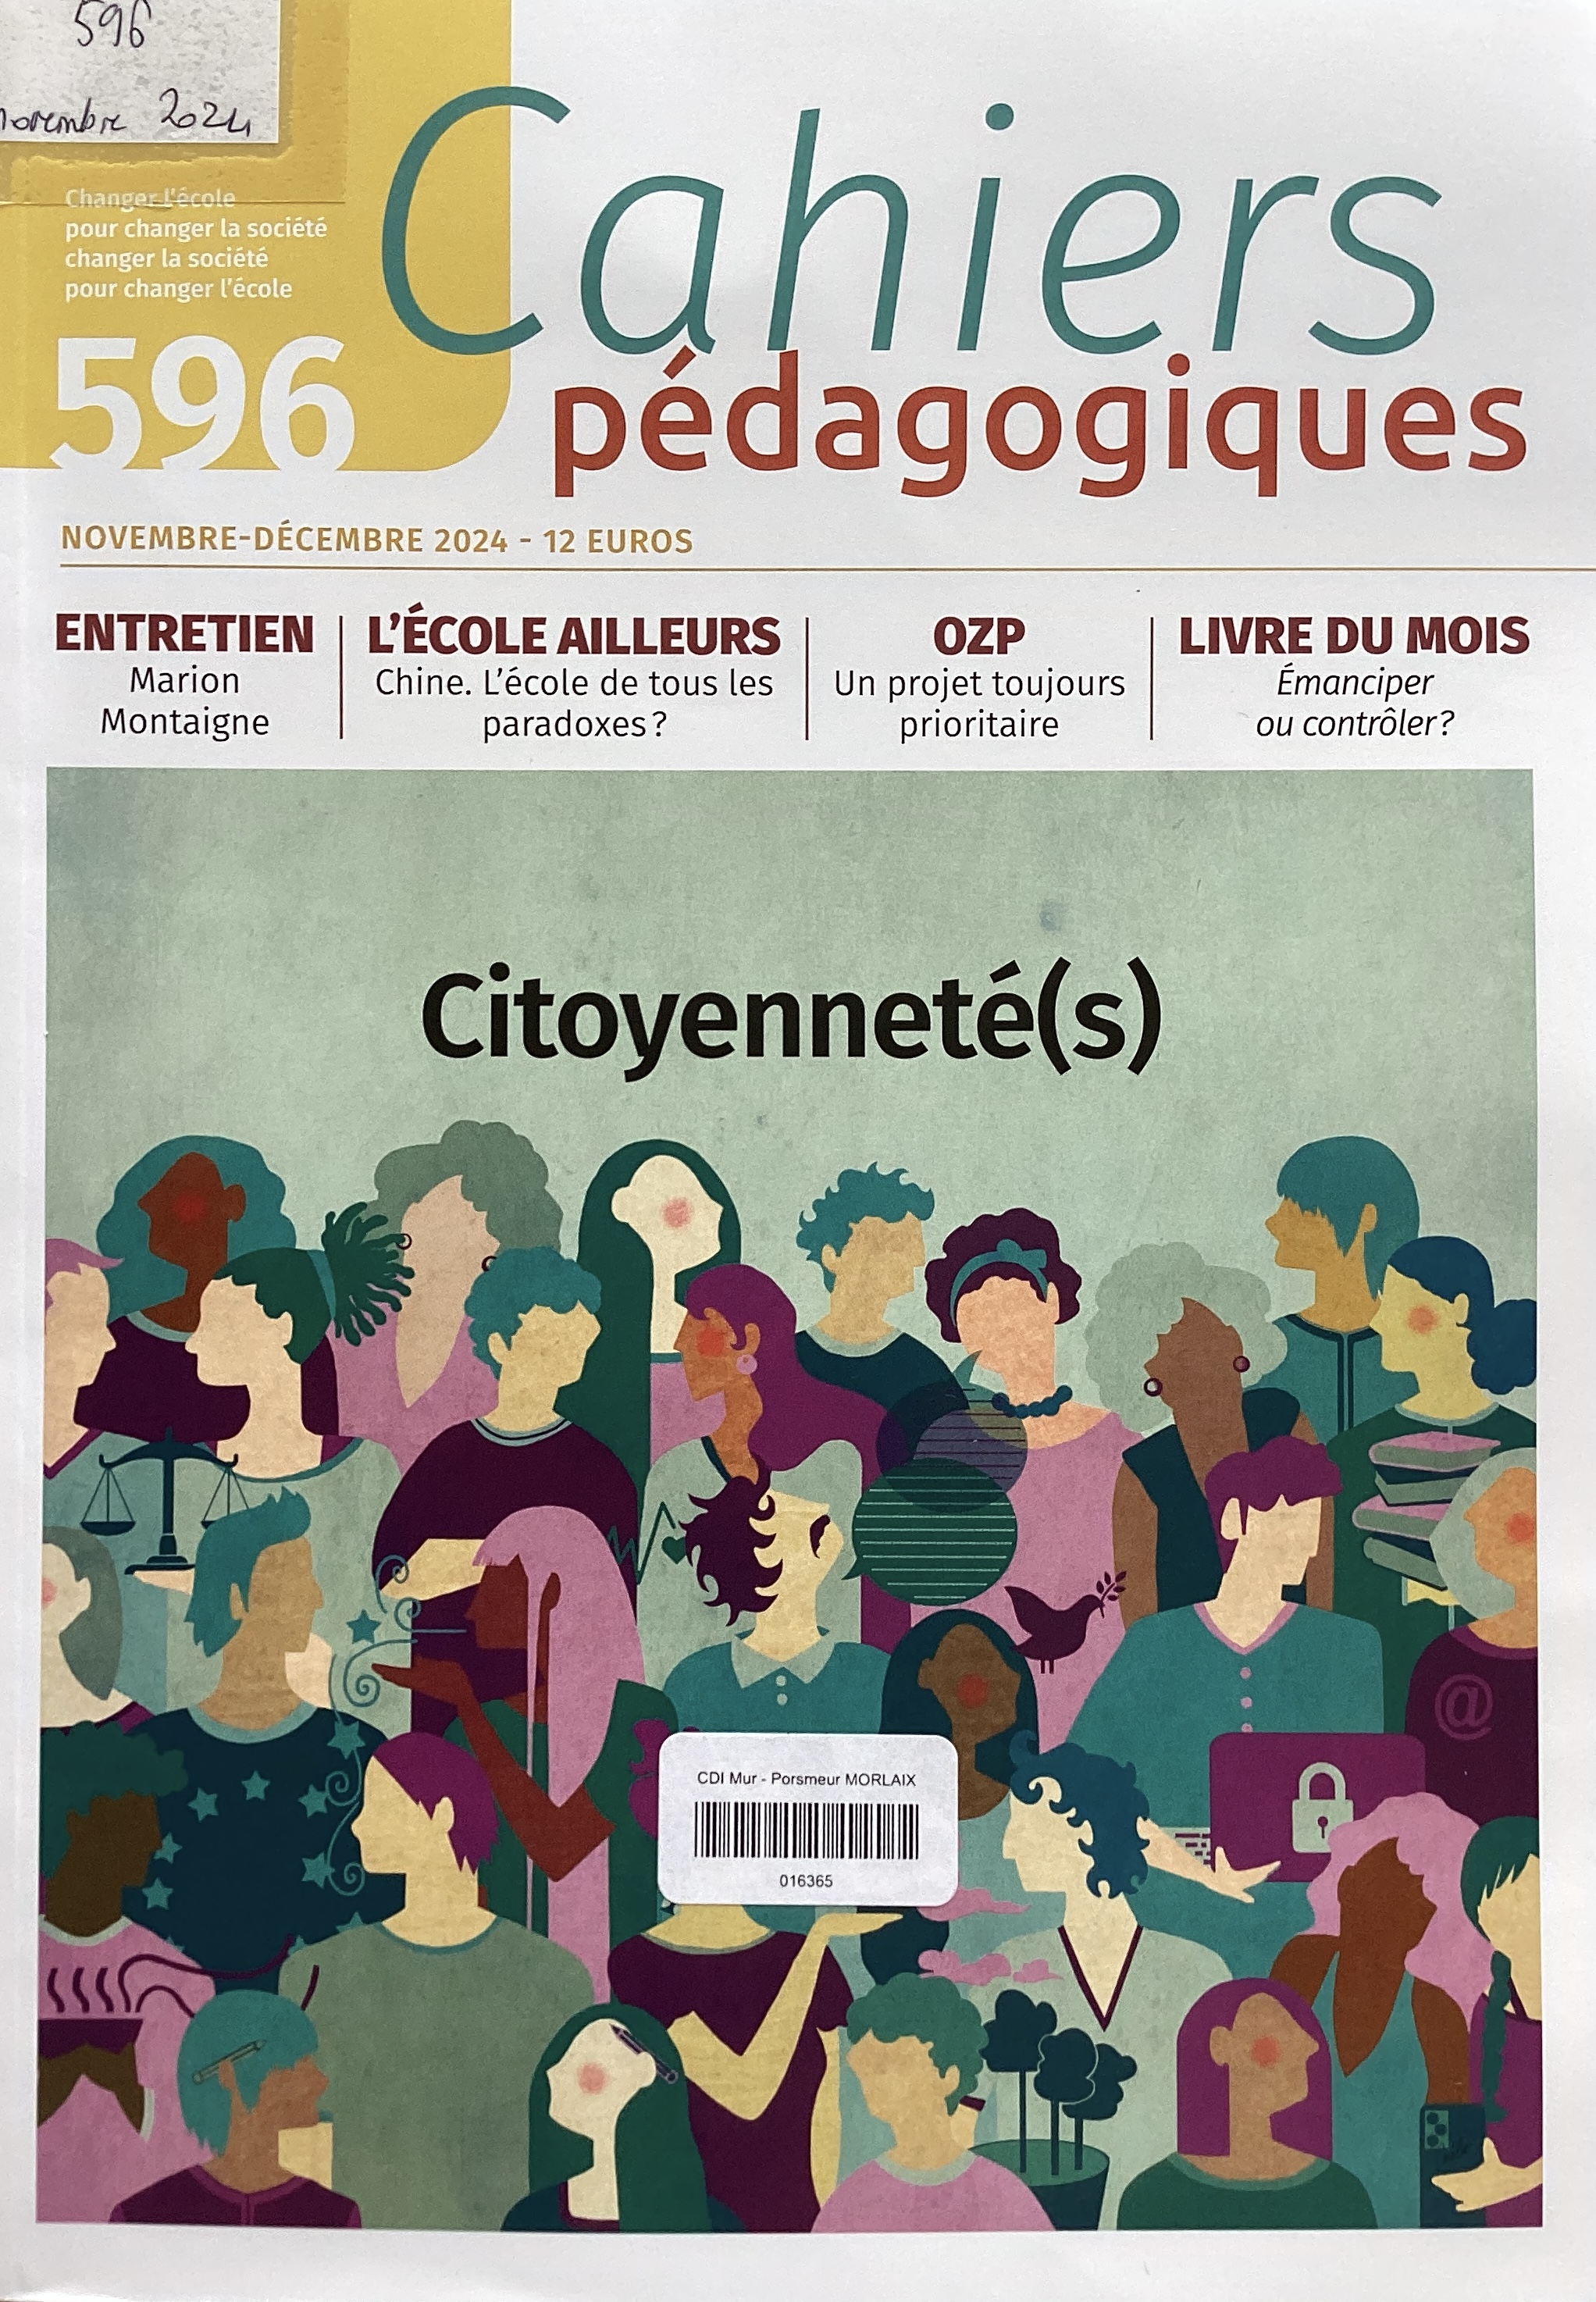 596
novembre 2024
Changer l'école
pour changer la société
changer la société
pour changer l'école
596
Cahiers
pédagogiques
NOVEMBRE-DÉCEMBRE 2024 - 12 EUROS
ENTRETIEN
Marion
Montaigne
L'ÉCOLE AILLEURS
Chine. L'école de tous les
paradoxes ?
OZP
Un projet toujours
prioritaire
LIVRE DU MOIS
Émanciper
ou contrôler ?
Citoyenneté(s)
@
CDI Mur - Porsmeur MORLAIX
016365